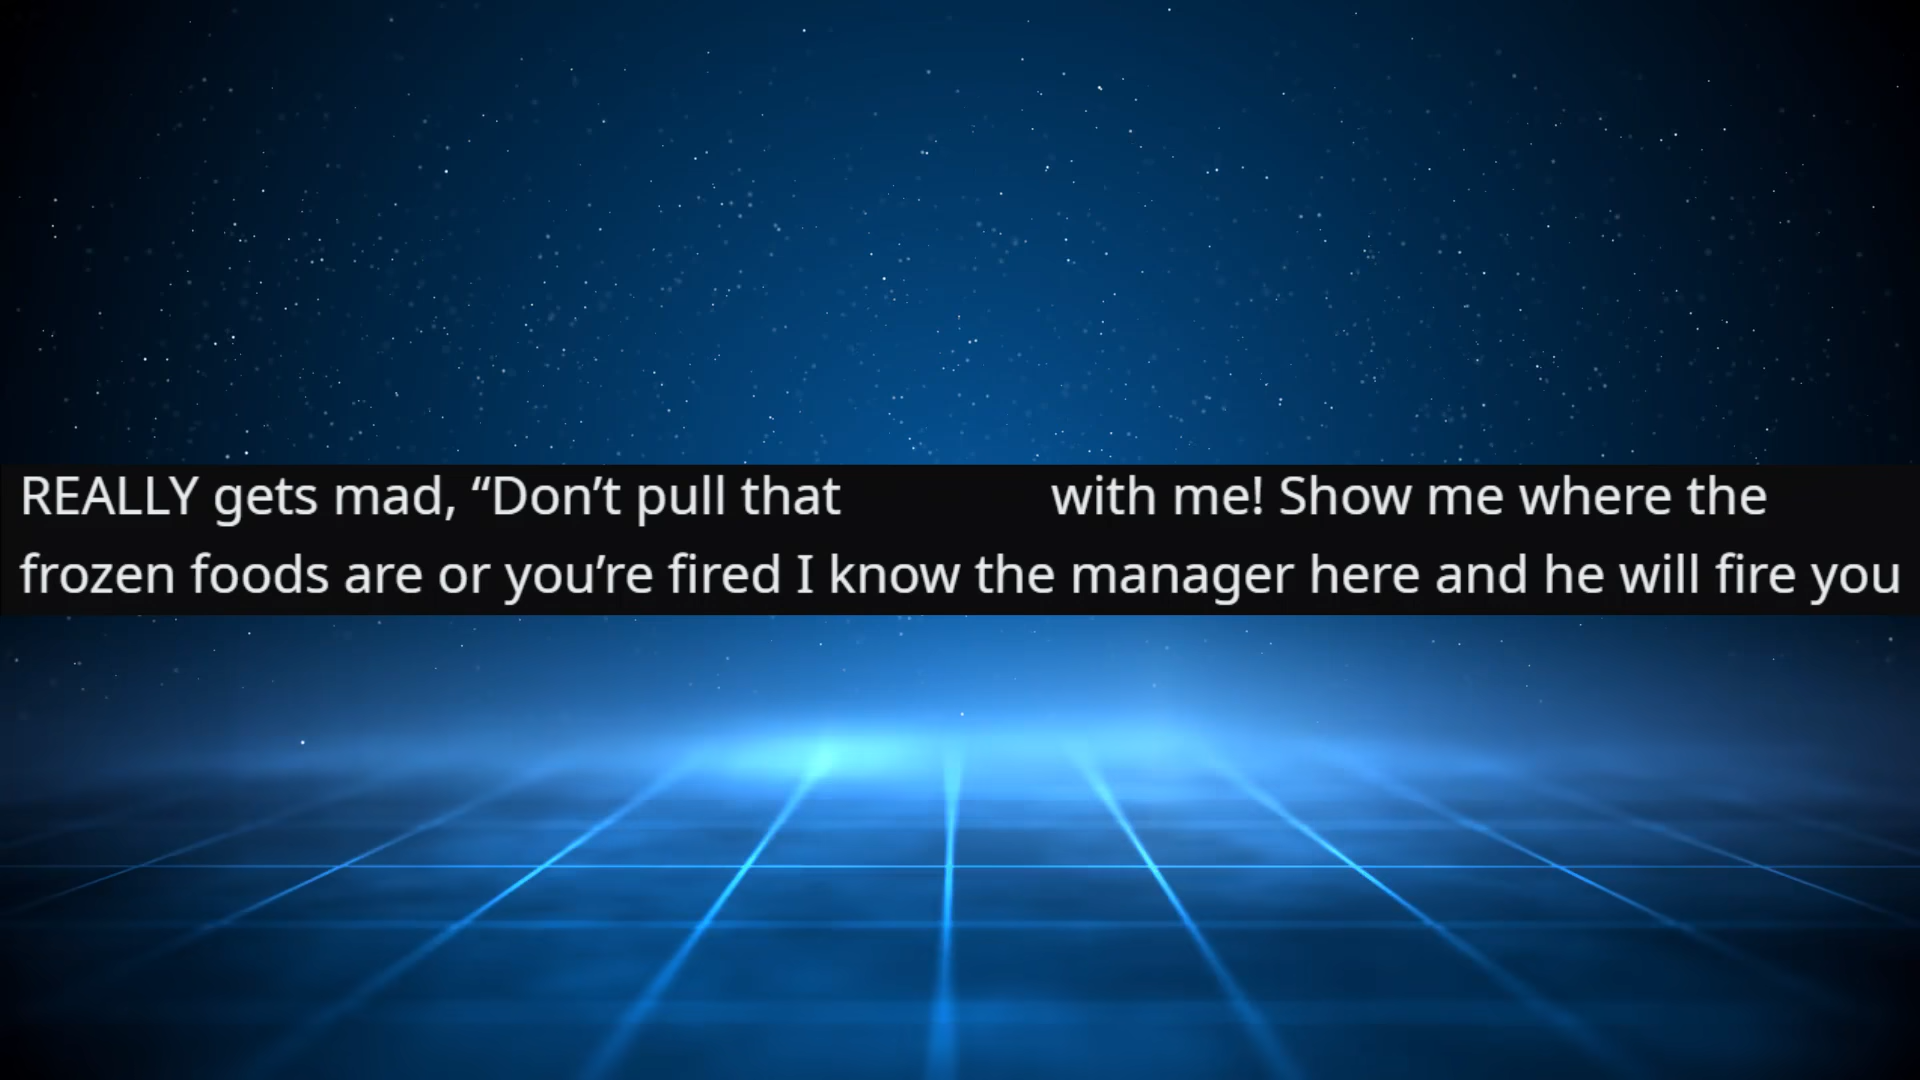 REALLY gets mad, “Don’t pull that with me! Show me where the
frozen foods are or you’re fired I know the manager here and he will fire you